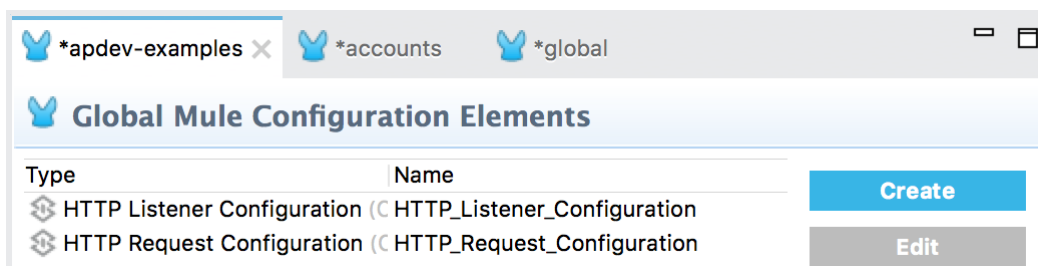 *apdev-examples *accounts *global
Global Mule Configuration Elements
Type Name
HTTP Listener Configuration (C HTTP_Listener_Configuration
HTTP Request Configuration (C HTTP_Request_Configuration
Create
Edit